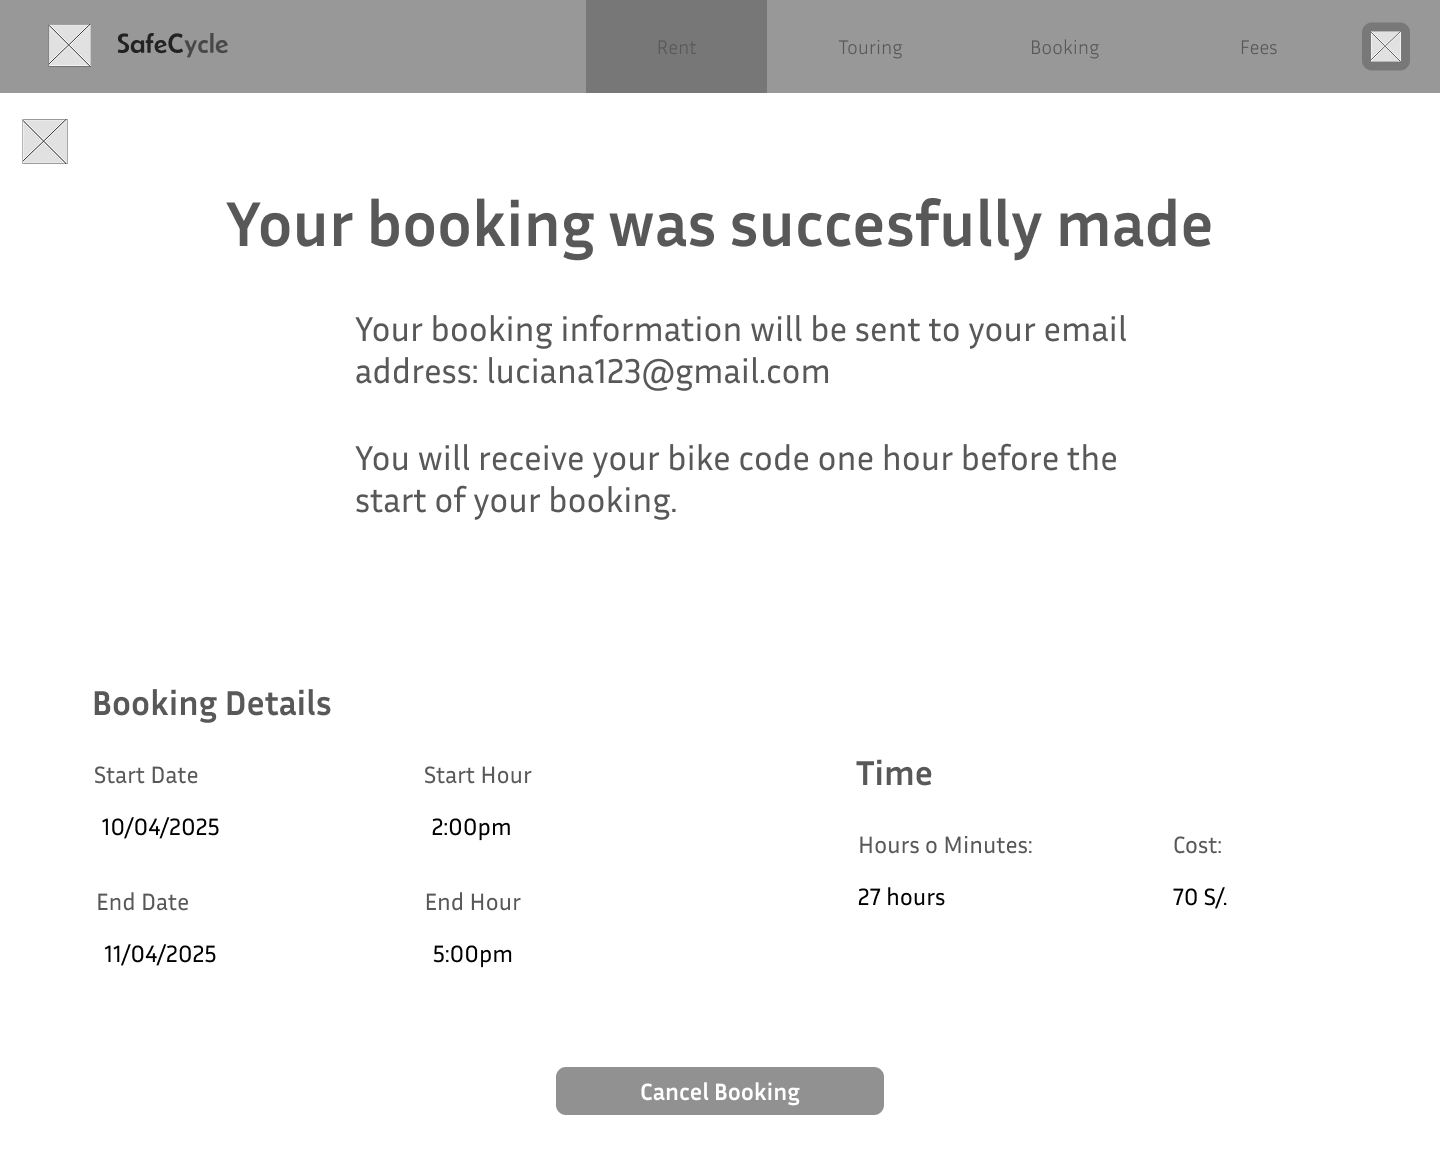 SafeCycle
Rent
Touring
Booking
Fees
Your booking was succesfully made
Your booking information will be sent to your email
address: luciana123@gmail.com
You will receive your bike code one hour before the
start of your booking.
Booking Details
Start Date
Start Hour
10/04/2025
2:00pm
End Date
End Hour
11/04/2025
5:00pm
Time
Hours o Minutes:
Cost:
27 hours
70 S/.
Cancel Booking